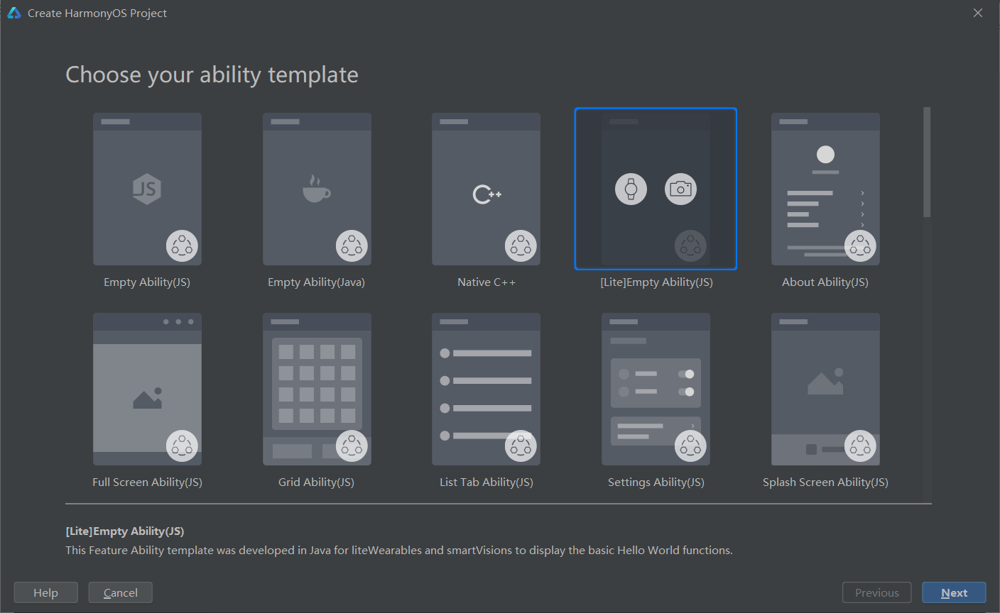 Create HarmonyOS Project
Choose your ability template
JS
C++
Empty Ability(JS)
Empty Ability(Java)
Native C++
[Lite]Empty Ability(JS)
About Ability(JS)
Full Screen Ability(JS)
Grid Ability(JS)
List Tab Ability(JS)
Settings Ability(JS)
Splash Screen Ability(JS)
[Lite]Empty Ability(JS)
This Feature Ability template was developed in Java for liteWearables and smartVisions to display the basic Hello World functions.
Help
Cancel
Previous
Next